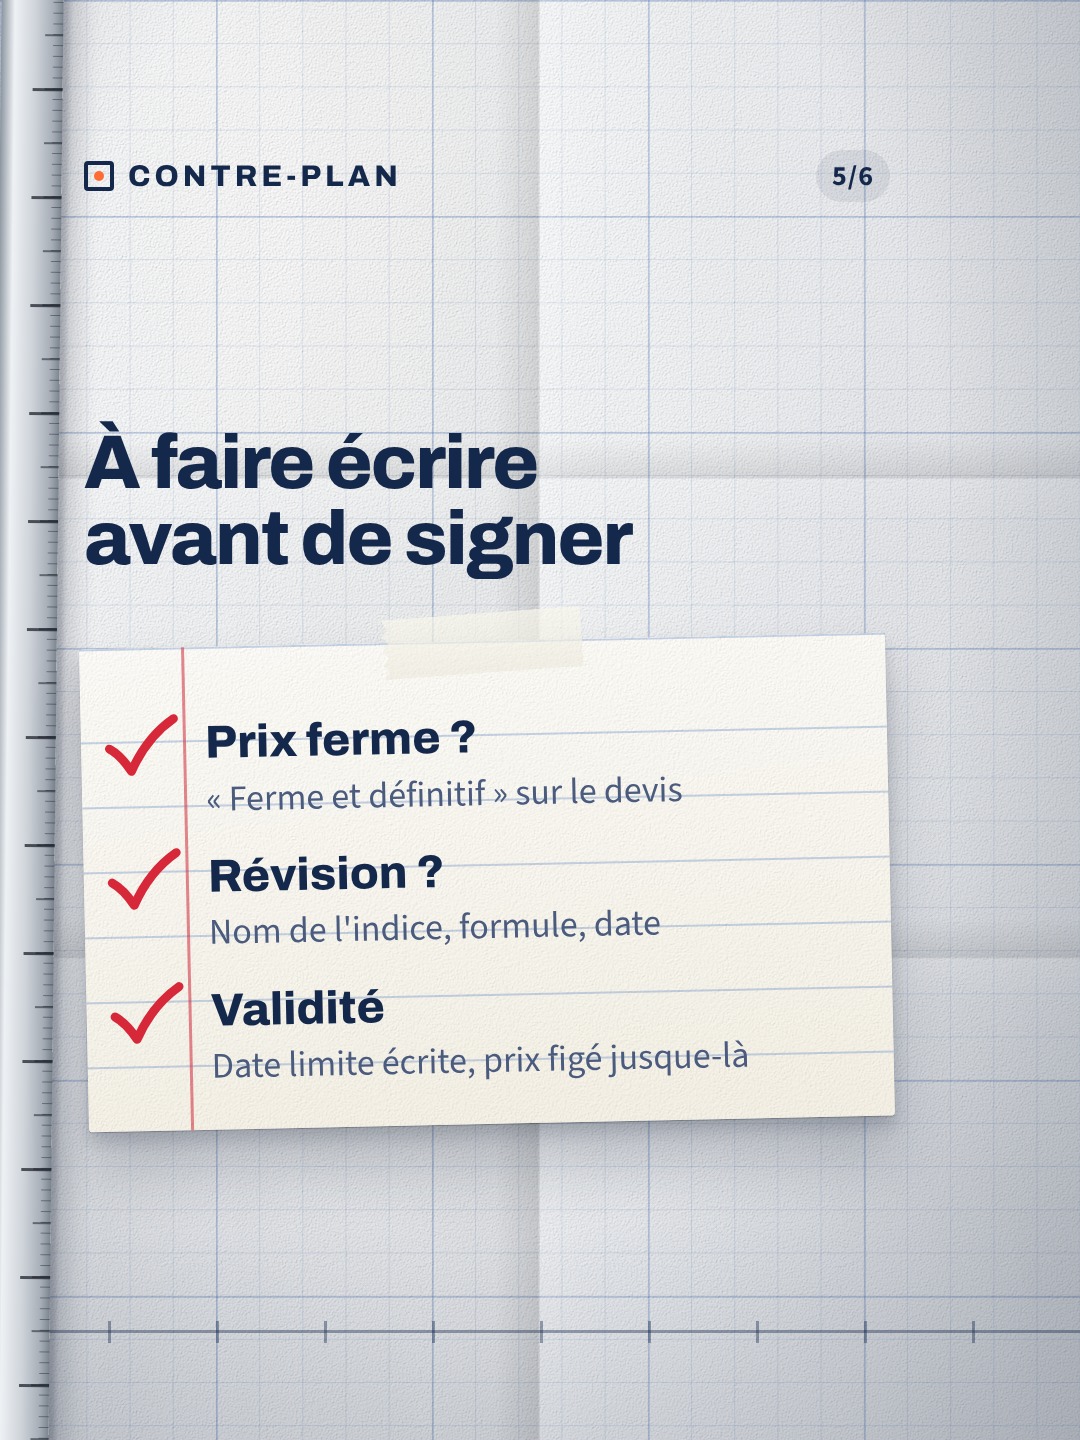 CONTRE-PLAN
5/6
À faire écrire
avant de signer
Prix ferme ?
« Ferme et définitif » sur le devis
Révision ?
Nom de l'indice, formule, date
Validité
Date limite écrite, prix figé jusque-là